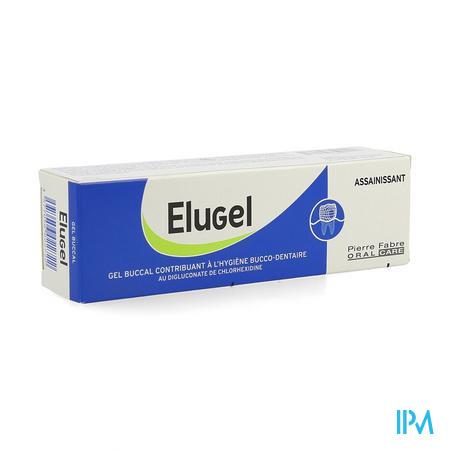 Elugel
GEL BUCCAL CONTRIBUANT À L'HYGIÈNE BUCCO-DENTAIRE
AU DIGLUCONATE DE CHLORHEXIDINE
ASSAINISSANT
Pierre Fabre
ORAL CARE
Elugel
GEL BUCCAL
IPM